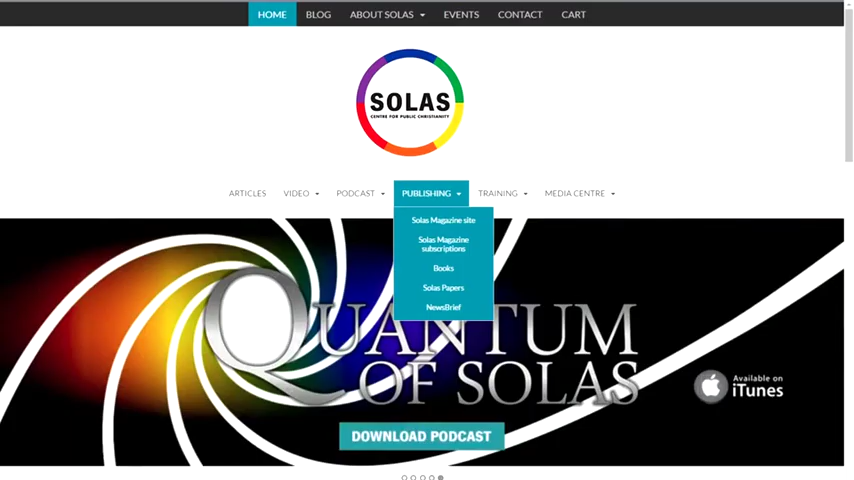 HOME BLOG ABOUT SOLAS EVENTS CONTACT CART
SOLAS
CENTRE FOR PUBLIC CHRISTIANITY
ARTICLES VIDEO PODCAST PUBLISHING TRAINING MEDIA CENTRE
Solas Magazine site
Solas Magazine
subscriptions
Books
Solas Papers
NewsBrief
QUANTUM
OF SOLAS
Available on
iTunes
DOWNLOAD PODCAST